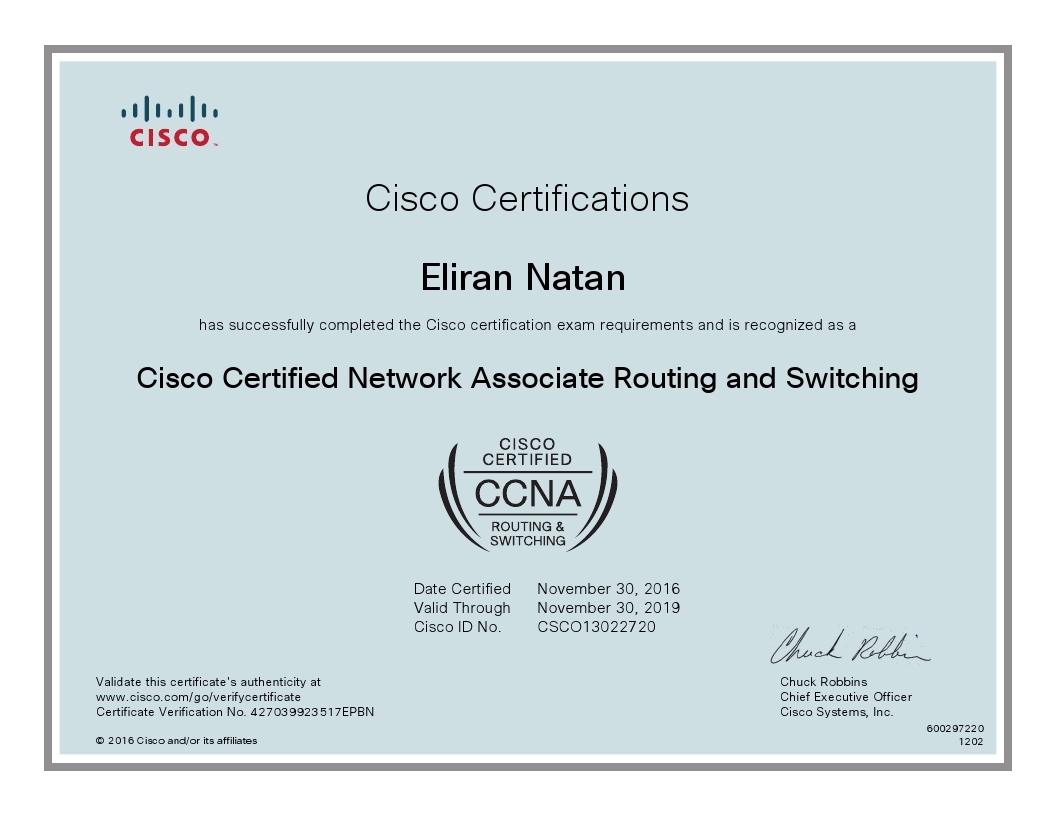 CISCO™
Cisco Certifications
Eliran Natan
has successfully completed the Cisco certification exam requirements and is recognized as a
Cisco Certified Network Associate Routing and Switching
CISCO
CERTIFIED
CCNA
ROUTING &
SWITCHING
Date Certified November 30, 2016
Valid Through November 30, 2019
Cisco ID No. CSCO13022720
Chuck Robbins
Validate this certificate's authenticity at
www.cisco.com/go/verifycertificate
Certificate Verification No. 427039923517EPBN
© 2016 Cisco and/or its affiliates
Chuck Robbins
Chief Executive Officer
Cisco Systems, Inc.
600297220
1202